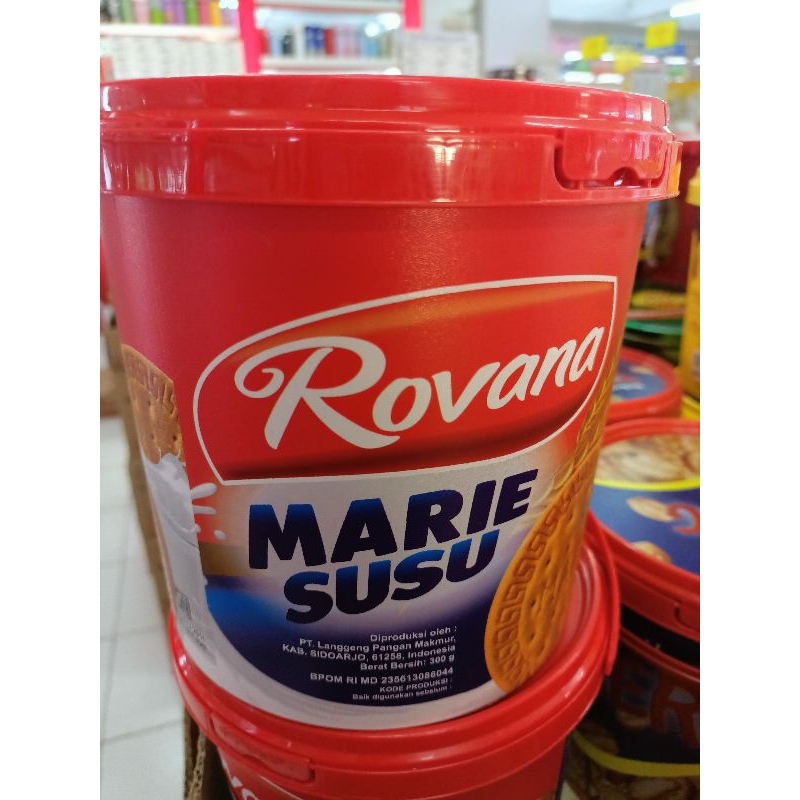 Rovana
MARIE
SUSU
Diproduksi oleh :
PT. Langgeng Pangan Makmur,
KAB. SIDOARJO, 61258, Indonesia
Berat Bersih: 300 g
BPOM RI MD 235613086044
KODE PRODUKSI :
Baik digunakan sebelum :